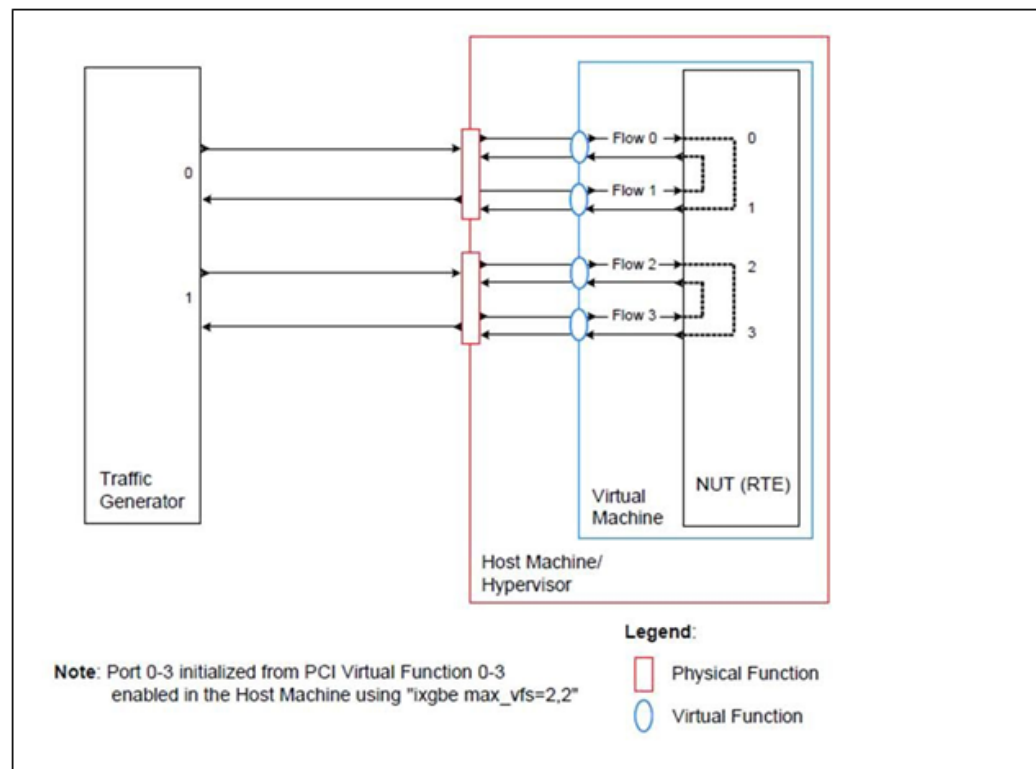 Flow 0
0
0
Flow 1
1
Flow 2
2
1
Flow 3
3
Traffic
Generator
NUT (RTE)
Virtual
Machine
Host Machine/
Hypervisor
Legend:
Note: Port 0-3 initialized from PCI Virtual Function 0-3
enabled in the Host Machine using "ixgbe max_vfs=2,2"
Physical Function
Virtual Function